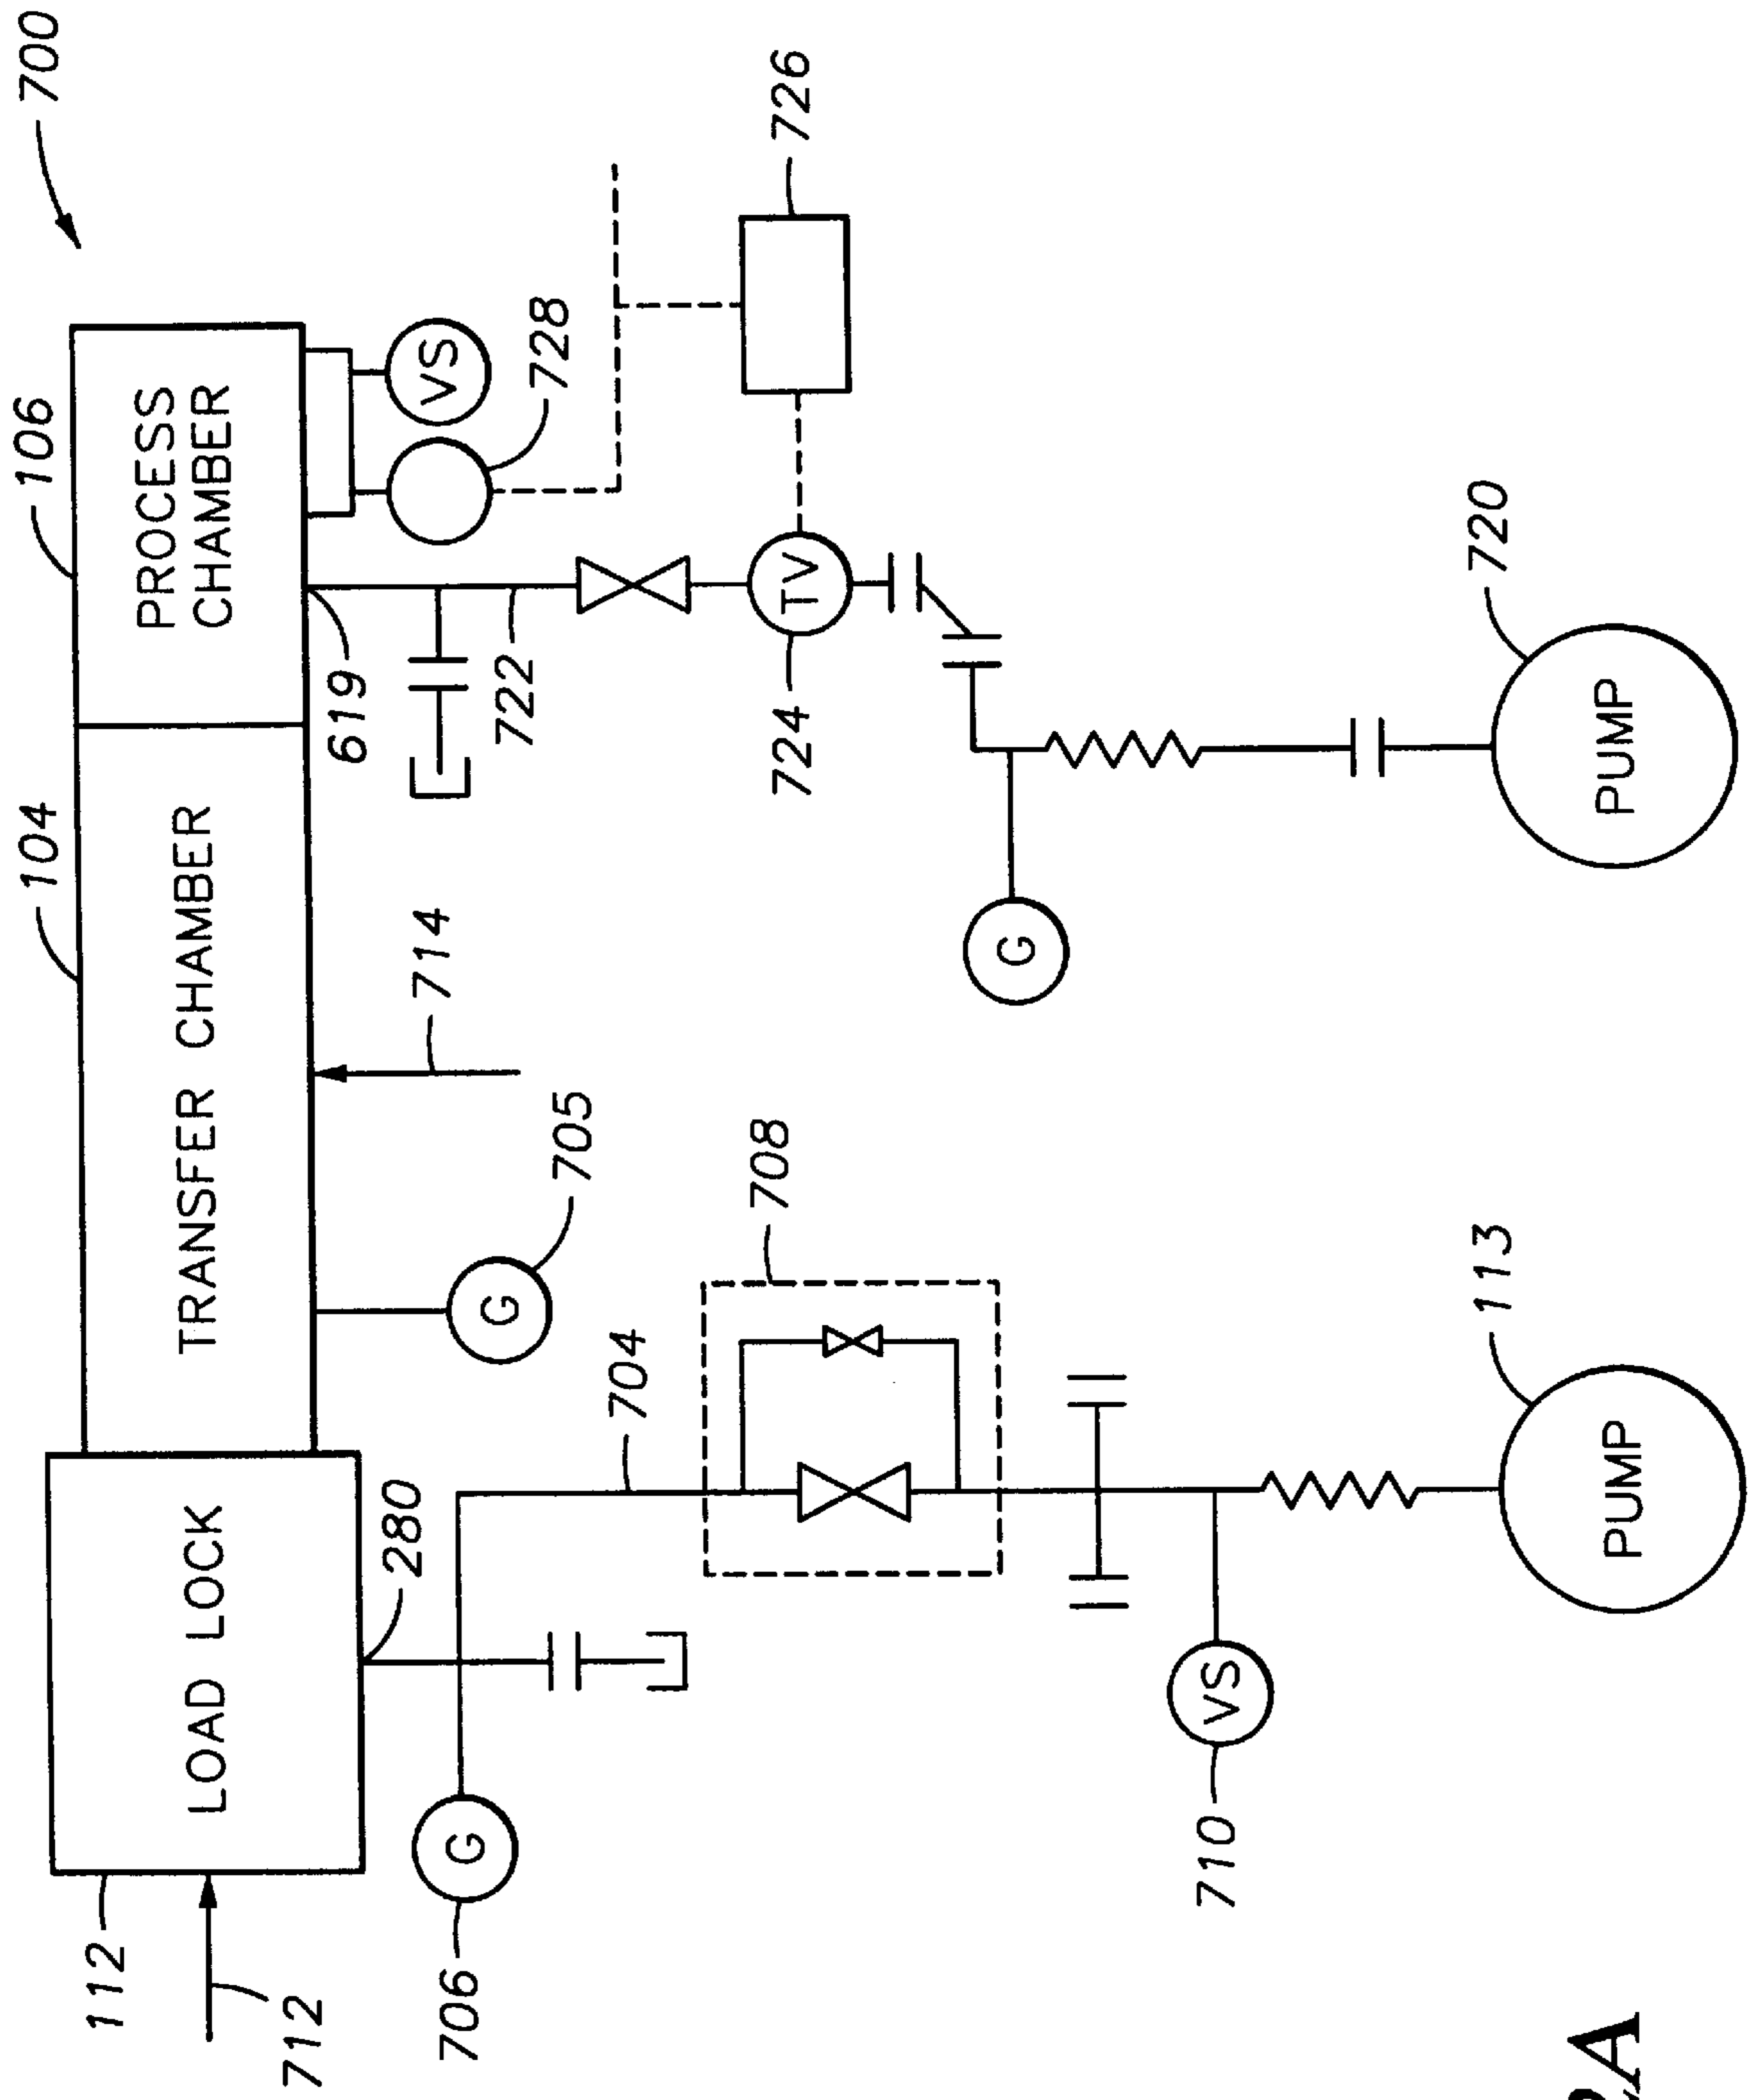 700
106
104
PROCESS
CHAMBER
TRANSFER CHAMBER
LOAD LOCK
112
712
280
619
714
VS
728
722
726
TV
724
G
705
G
706
704
708
G
VS
710
PUMP
720
PUMP
113